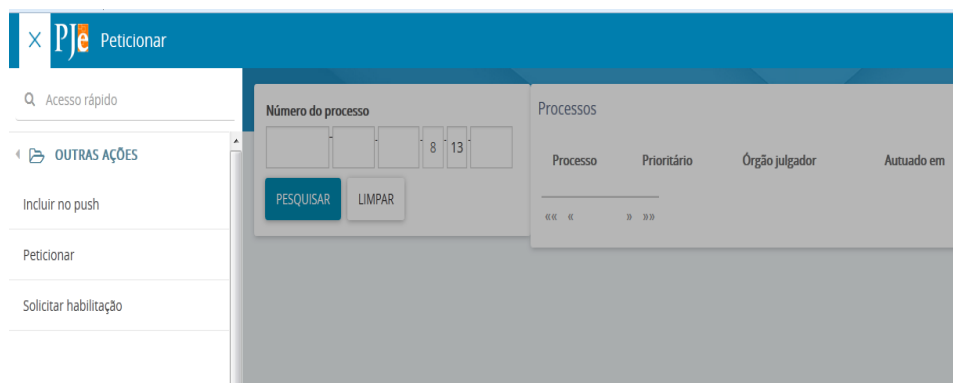 X PJe Peticionar
Acesso rápido
OUTRAS AÇÕES
Incluir no push
Peticionar
Solicitar habilitação
Número do processo
- - - 8 - 13 -
PESQUISAR LIMPAR
Processos
Processo Prioritário Órgão julgador Autuado em
«« « » »»